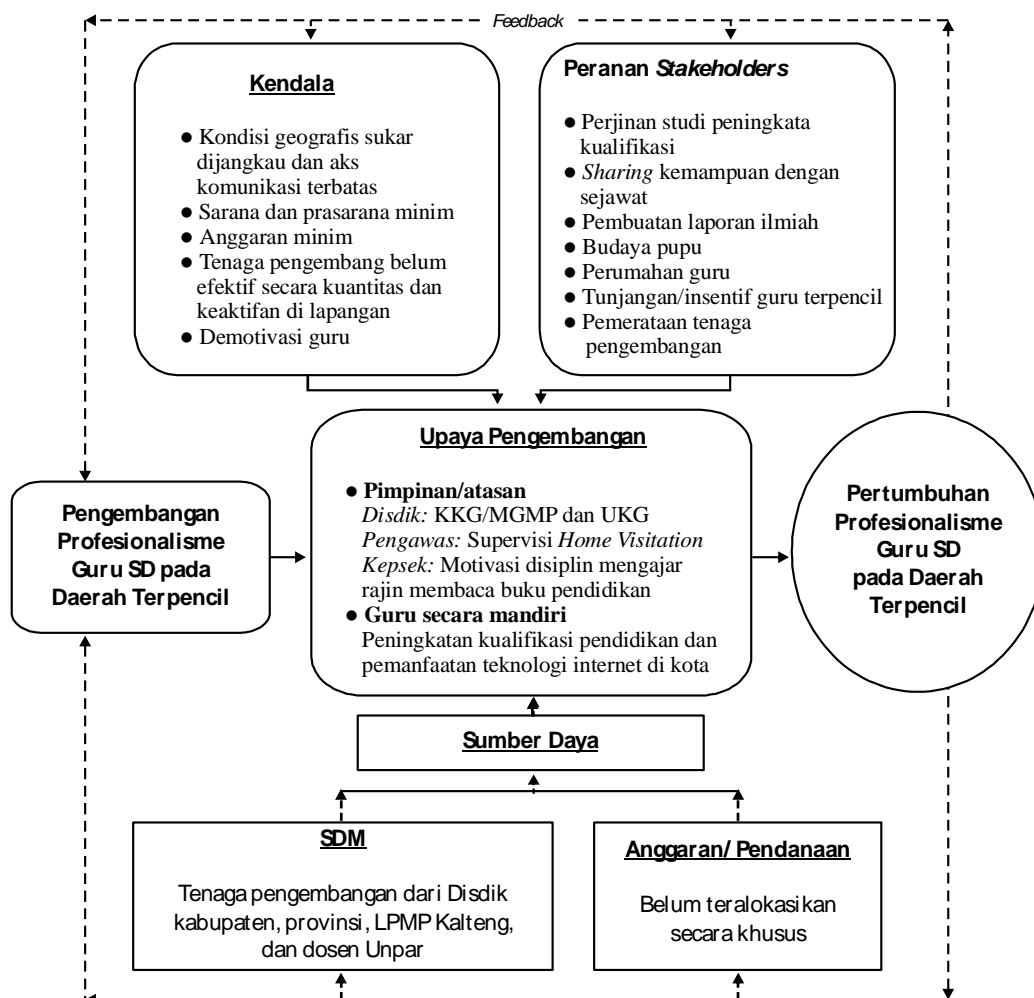 Feedback
Kendala
● Kondisi geografis sukar
dijangkau dan aks
komunikasi terbatas
● Sarana dan prasarana minim
● Anggaran minim
● Tenaga pengembang belum
efektif secara kuantitas dan
keaktifan di lapangan
● Demotivasi guru
Peranan Stakeholders
● Perjinan studi peningkata
kualifikasi
● Sharing kemampuan dengan
sejawat
● Pembuatan laporan ilmiah
● Budaya pupu
● Perumahan guru
● Tunjangan/insentif guru terpencil
● Pemerataan tenaga
pengembangan
Pengembangan
Profesionalisme
Guru SD pada
Daerah Terpencil
Upaya Pengembangan
● Pimpinan/atasan
Disdik: KKG/MGMP dan UKG
Pengawas: Supervisi Home Visitation
Kepsek: Motivasi disiplin mengajar
rajin membaca buku pendidikan
● Guru secara mandiri
Peningkatan kualifikasi pendidikan dan
pemanfaatan teknologi internet di kota
Pertumbuhan
Profesionalisme
Guru SD
pada Daerah
Terpencil
Sumber Daya
SDM
Tenaga pengembangan dari Disdik
kabupaten, provinsi, LPMP Kalteng,
dan dosen Unpar
Anggaran/ Pendanaan
Belum teralokasikan
secara khusus